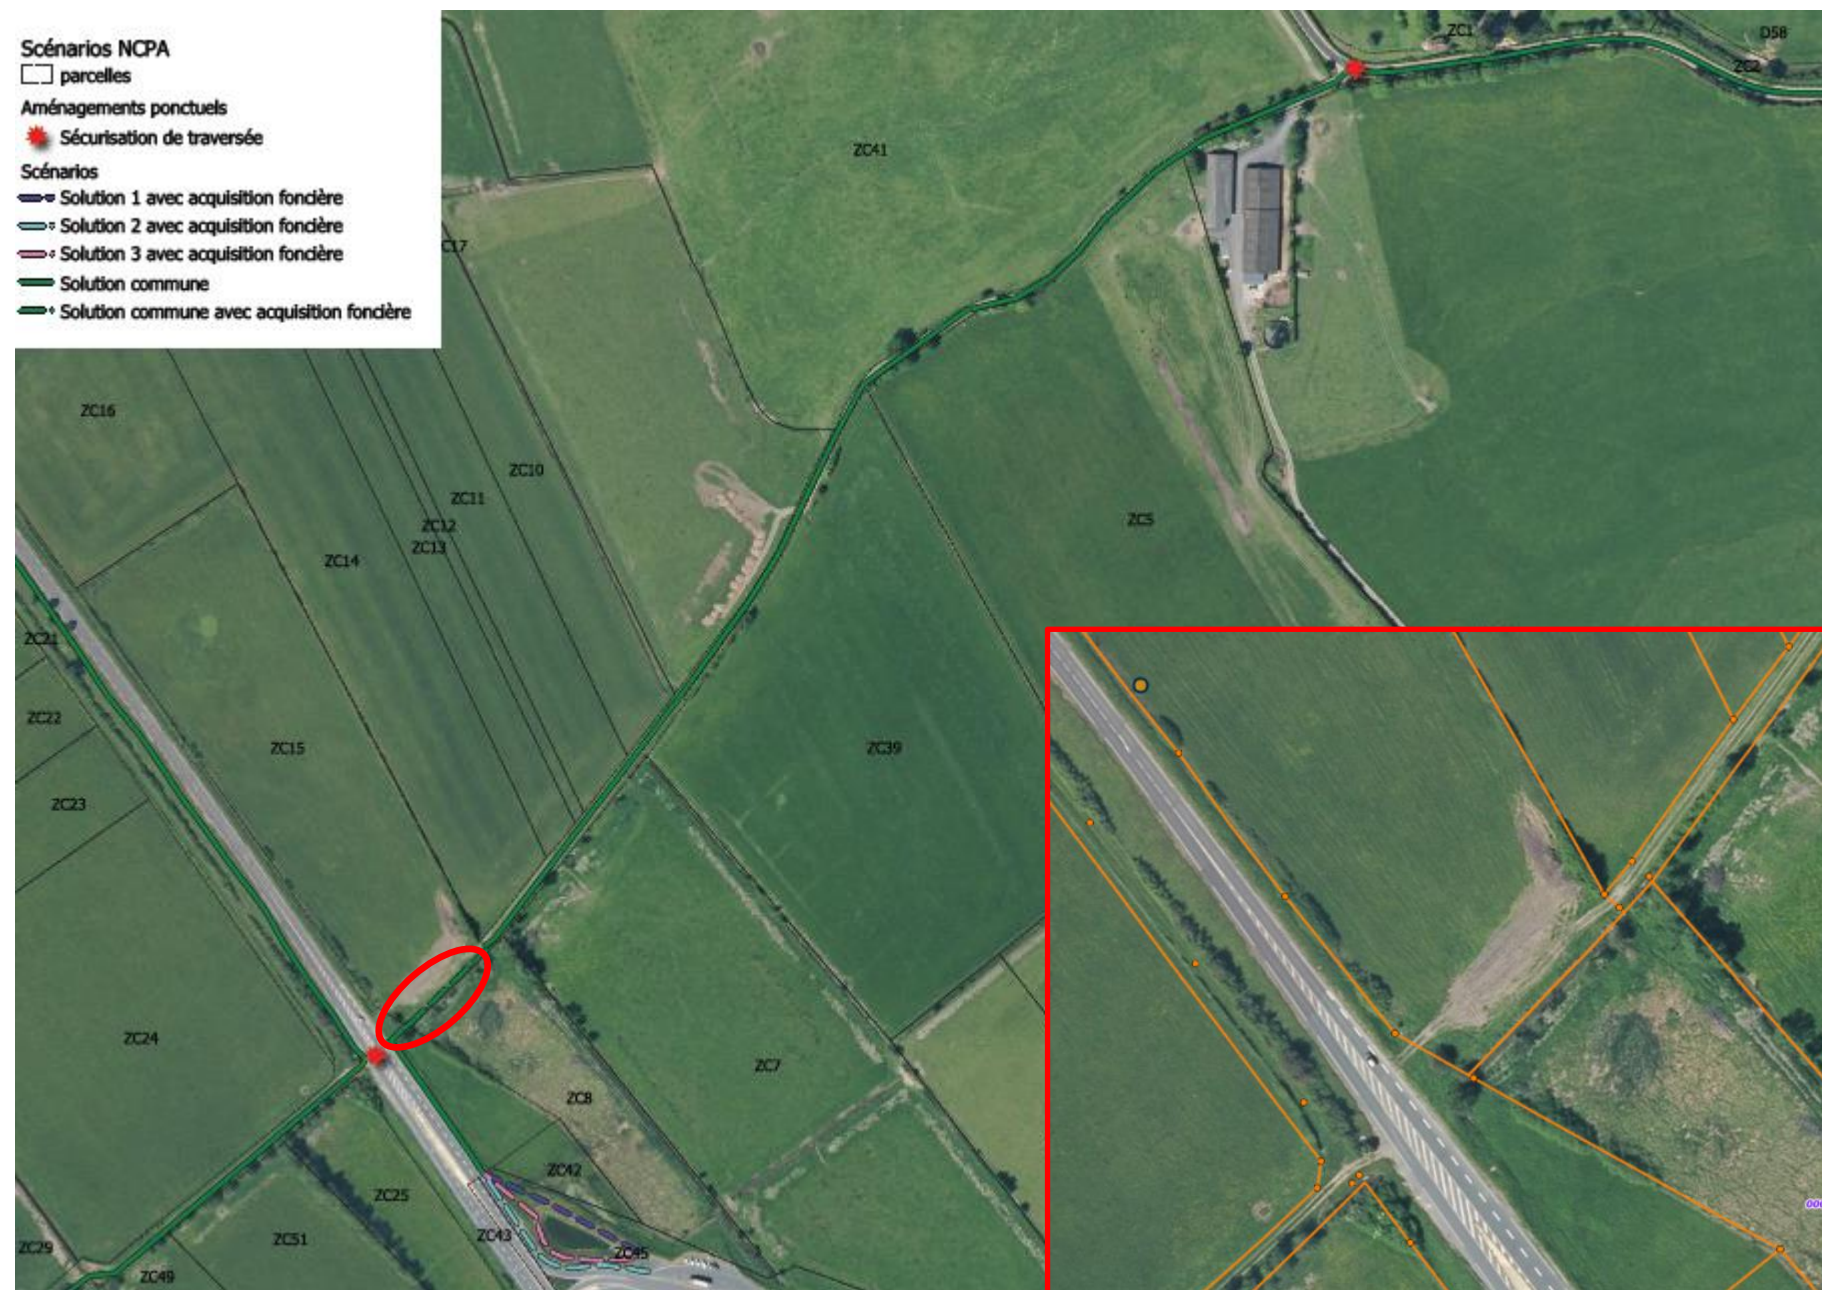 Scénarios NCPA
parcelles
Aménagements ponctuels
Sécurisation de traversée
Scénarios
Solution 1 avec acquisition foncière
Solution 2 avec acquisition foncière
Solution 3 avec acquisition foncière
Solution commune
Solution commune avec acquisition foncière
ZC1
D58
ZC2
ZC41
ZC16
ZC10
ZC11
ZC12
ZC13
ZC14
ZC5
ZC21
ZC22
ZC15
ZC39
ZC23
ZC24
ZC7
ZC8
ZC42
ZC25
ZC43
ZC45
ZC51
ZC29
ZC49